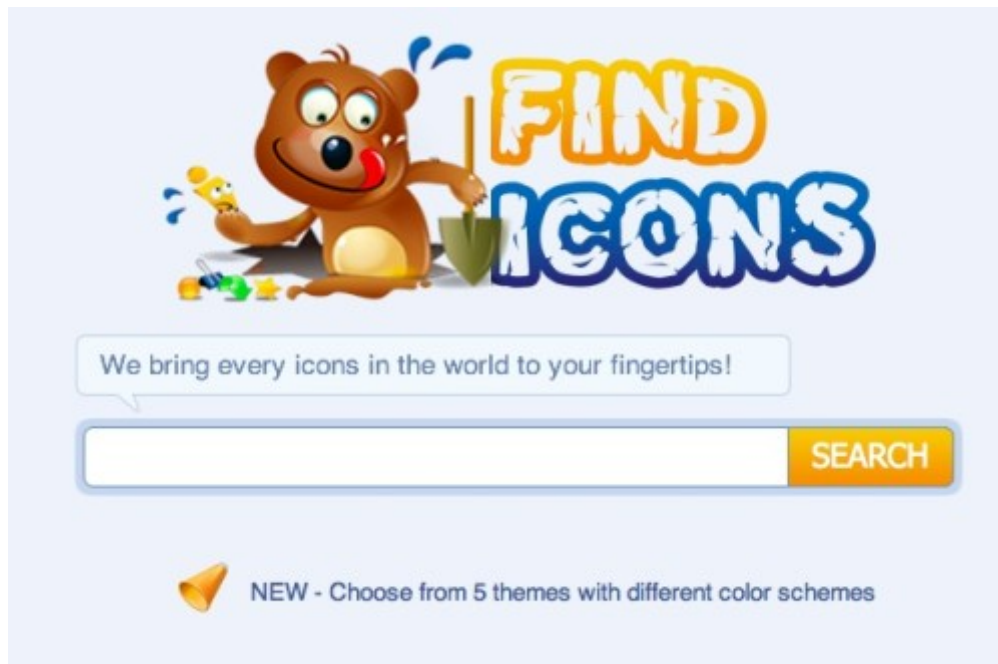 FIND
ICONS
We bring every icons in the world to your fingertips!
SEARCH
NEW - Choose from 5 themes with different color schemes